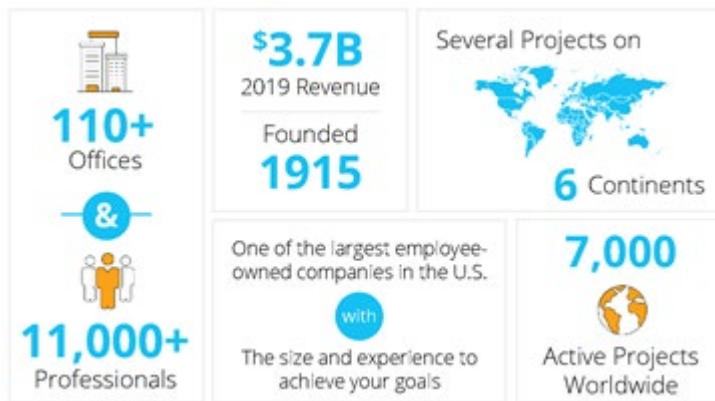 110+
Offices
&
11,000+
Professionals
$3.7B
2019 Revenue
Founded
1915
Several Projects on
6 Continents
One of the largest employee-
owned companies in the U.S.
with
The size and experience to
achieve your goals
7,000
Active Projects
Worldwide